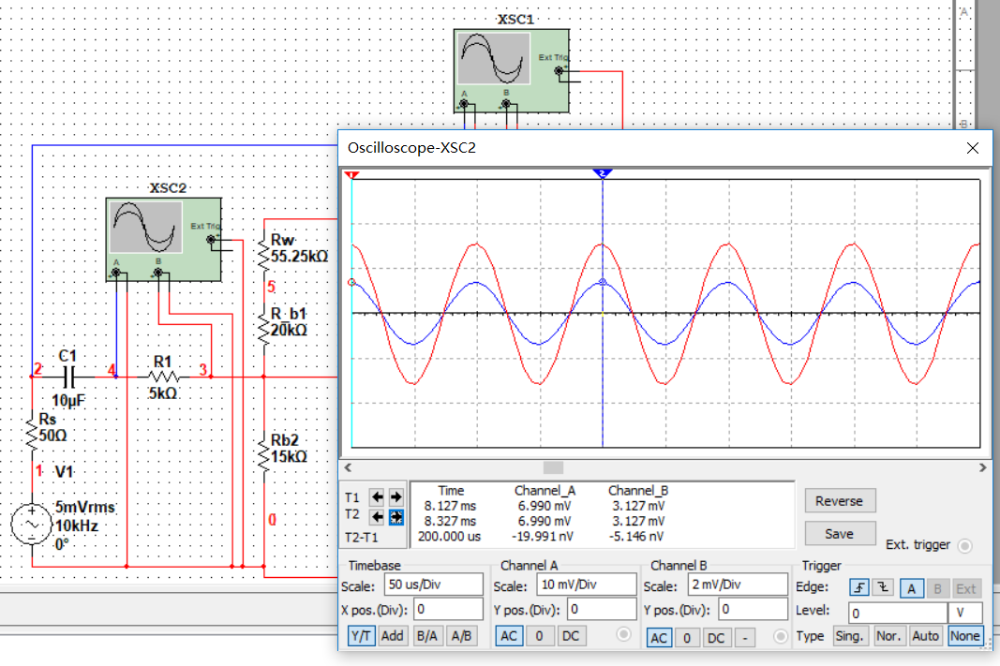 XSC1
A
Ext Trig
A B
B
Oscilloscope-XSC2
1
2
XSC2
Ext Trig
A B
Rw
55.25kΩ
5
R_b1
20kΩ
C1
2
4
R1
3
10µF
5kΩ
Rs
50Ω
Rb2
15kΩ
1
V1
5mVrms
10kHz
0°
0
Time Channel_A Channel_B
T1 8.127 ms 6.990 mV 3.127 mV
T2 8.327 ms 6.990 mV 3.127 mV
T2-T1 200.000 us -19.991 nV -5.146 nV
Reverse
Save
Ext. trigger
Timebase
Scale: 50 us/Div
X pos.(Div): 0
Y/T Add B/A A/B
Channel A
Scale: 10 mV/Div
Y pos.(Div): 0
AC 0 DC
Channel B
Scale: 2 mV/Div
Y pos.(Div): 0
AC 0 DC -
Trigger
Edge: A B Ext
Level: 0 V
Type Sing. Nor. Auto None